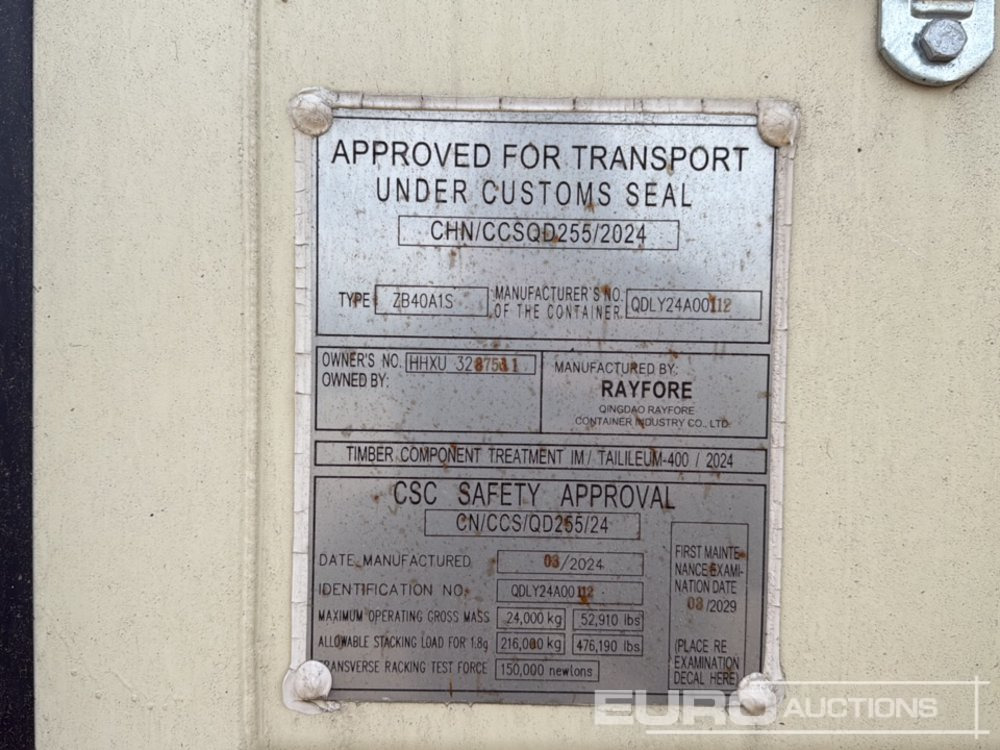 APPROVED FOR TRANSPORT
UNDER CUSTOMS SEAL
CHN/CCSQD255/2024
TYPE ZB40A1S MANUFACTURER'S NO. OF THE CONTAINER QDLY24A00112
OWNER'S NO. HHXU 3287511
OWNED BY:
MANUFACTURED BY:
RAYFORE
QINGDAO RAYFORE
CONTAINER INDUSTRY CO., LTD.
TIMBER COMPONENT TREATMENT IM / TAILILEUM-400 / 2024
CSC SAFETY APPROVAL
CN/CCS/QD255/24
DATE MANUFACTURED 03/2024
IDENTIFICATION NO. QDLY24A00112
MAXIMUM OPERATING GROSS MASS 24,000 kg 52,910 lbs
ALLOWABLE STACKING LOAD FOR 1.8g 216,000 kg 476,190 lbs
TRANSVERSE RACKING TEST FORCE 150,000 newtons
FIRST MAINTE-
NANCE EXAMI-
NATION DATE
03/2029
(PLACE RE
EXAMINATION
DECAL HERE)
EURO AUCTIONS